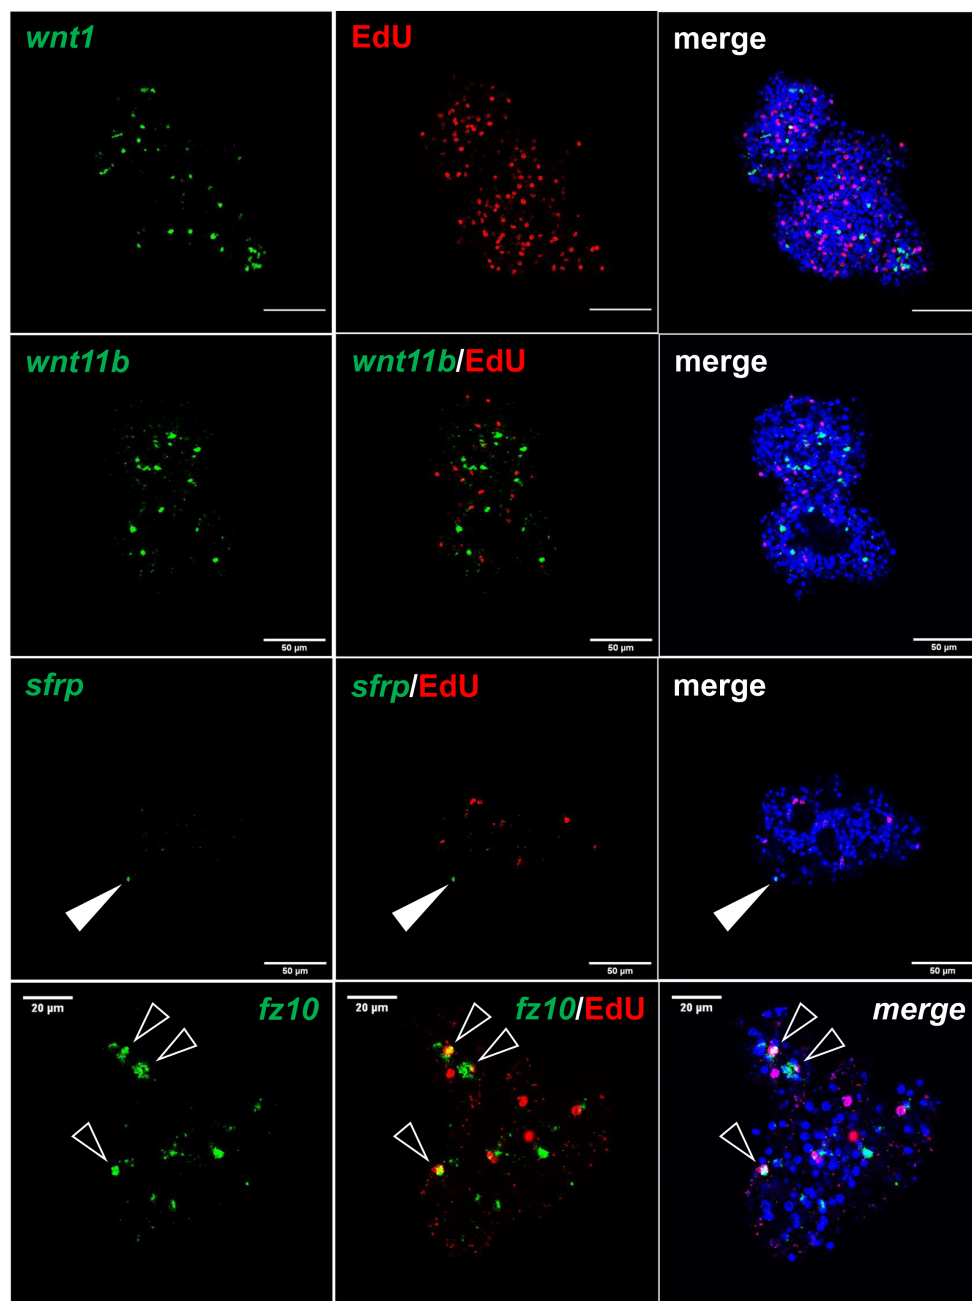 wnt1
EdU
merge
wnt11b
wnt11b/EdU
merge
50 µm
50 µm
50 µm
sfrp
sfrp/EdU
merge
50 µm
50 µm
50 µm
20 µm
fz10
20 µm
fz10/EdU
20 µm
merge